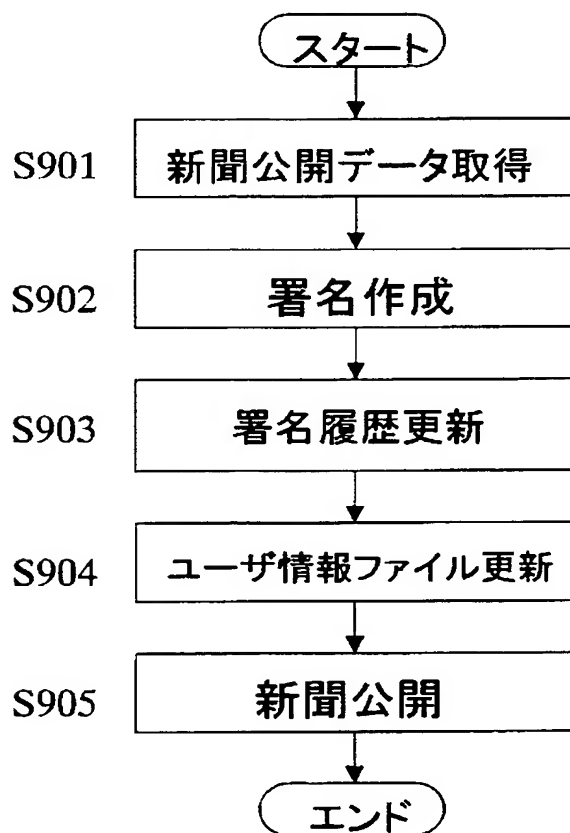 スタート
S901 新聞公開データ取得
S902 署名作成
S903 署名履歴更新
S904 ユーザ情報ファイル更新
S905 新聞公開
エンド